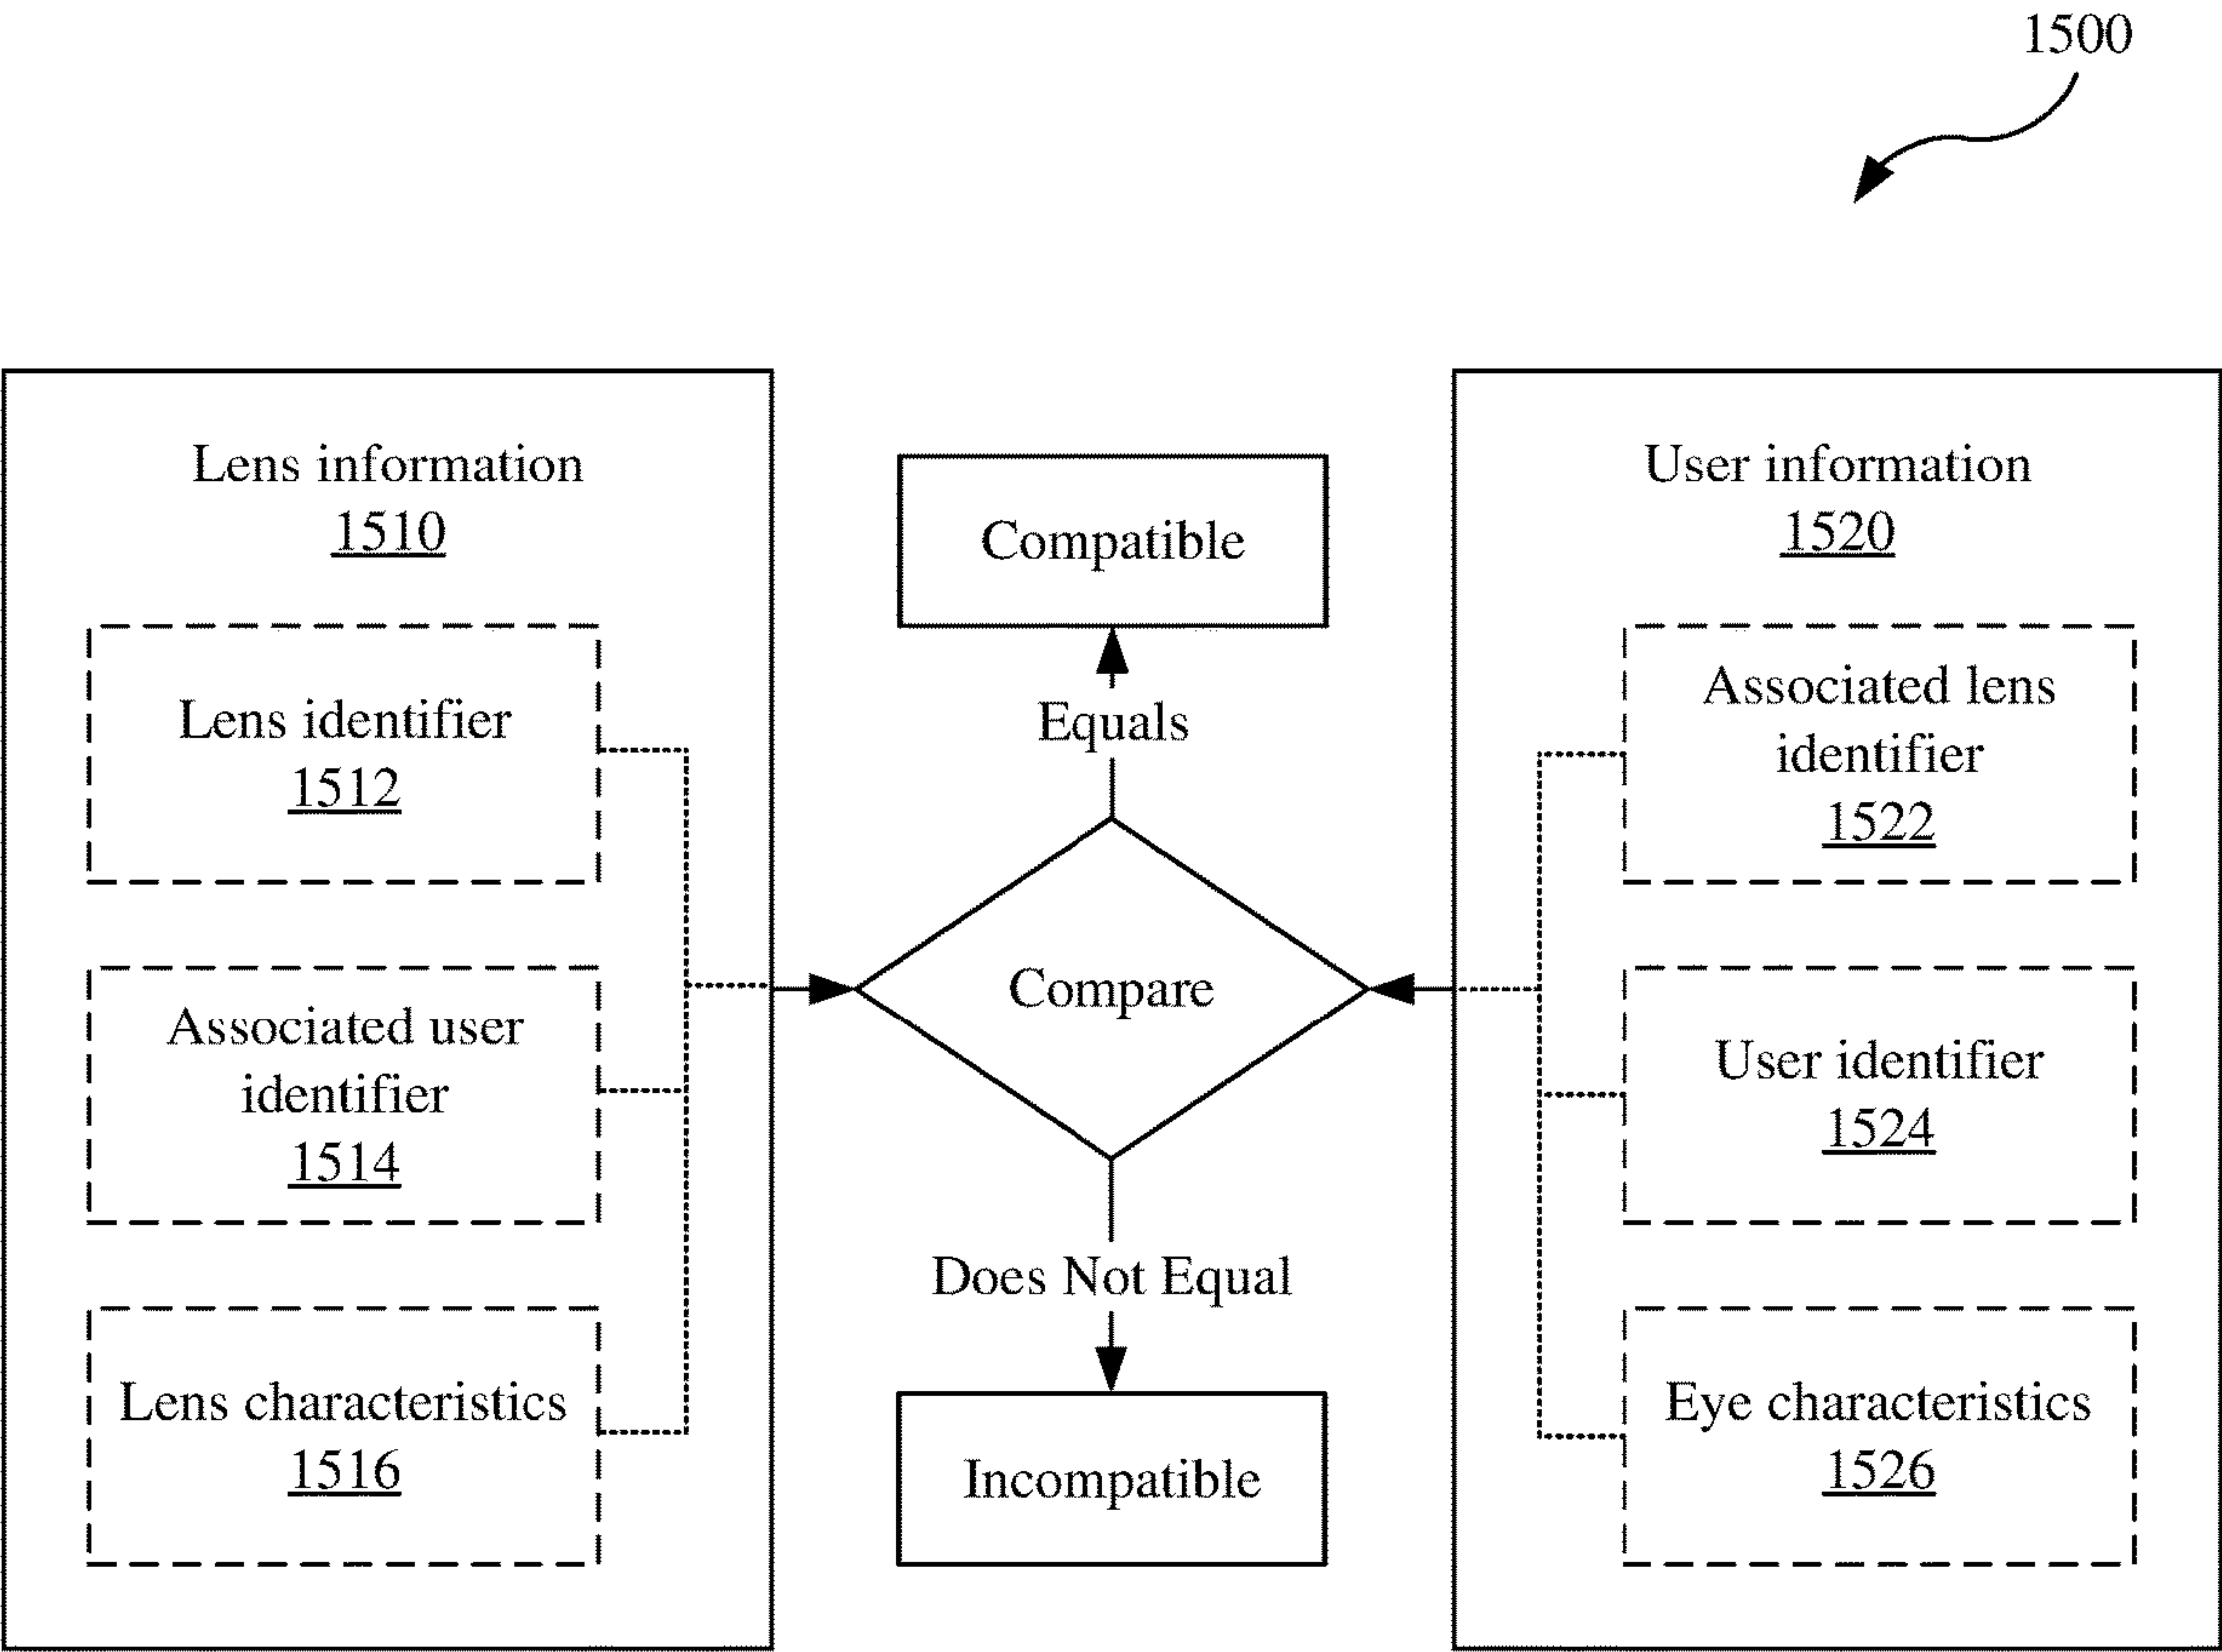 1500
Lens information
1510
Lens identifier
1512
Associated user
identifier
1514
Lens characteristics
1516
Compatible
Equals
Compare
Does Not Equal
Incompatible
User information
1520
Associated lens
identifier
1522
User identifier
1524
Eye characteristics
1526